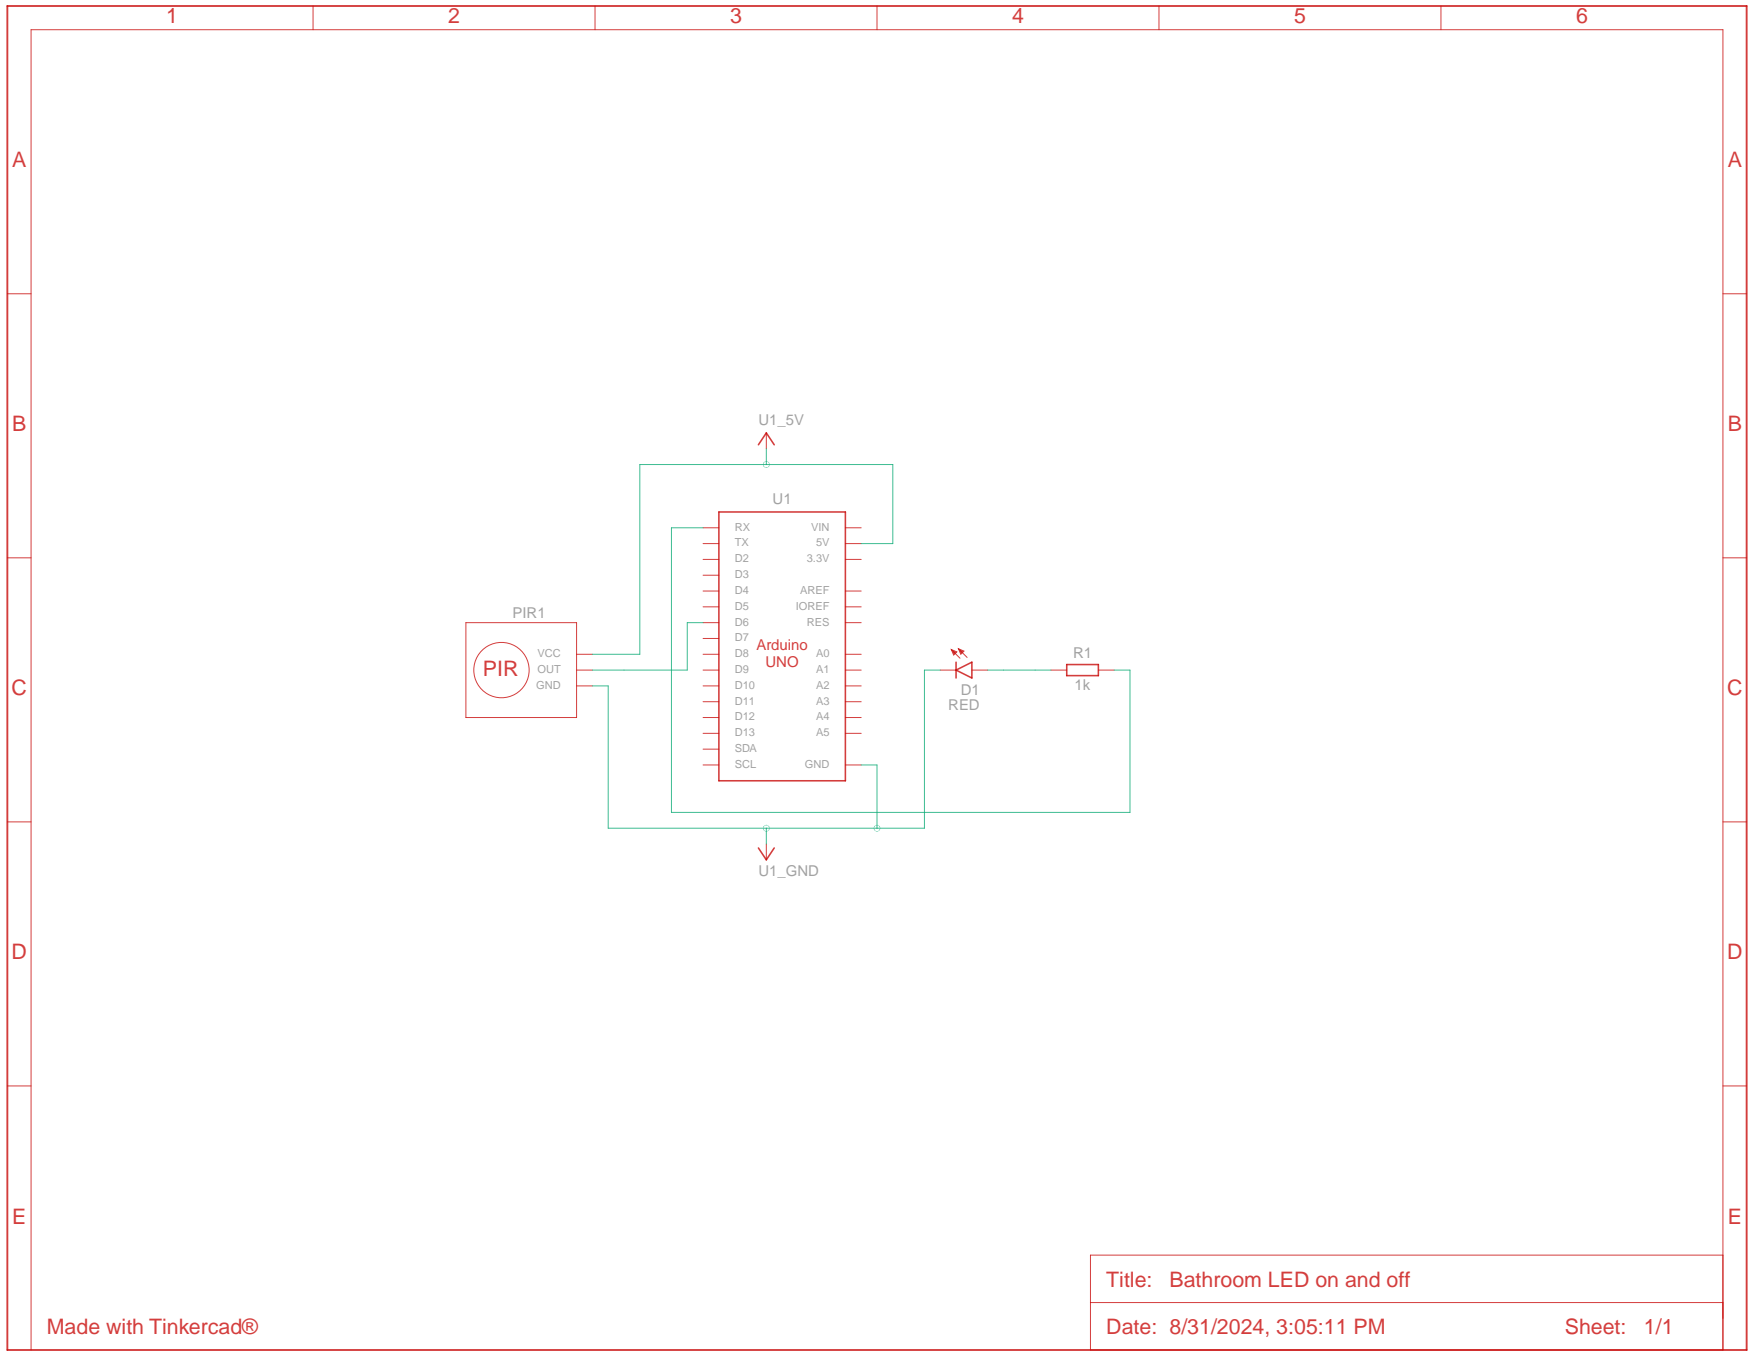 1 2 3 4 5 6
A A
B B
U1_5V
U1
RX VIN
TX 5V
D2 3.3V
D3
D4 AREF
D5 IOREF
D6 RES
D7
Arduino
UNO
D8 A0
D9 A1
D10 A2
D11 A3
D12 A4
D13 A5
SDA
SCL GND
PIR1
PIR
VCC
OUT
GND
D1
RED
R1
1k
C C
U1_GND
D D
E E
Title: Bathroom LED on and off
Made with Tinkercad®
Date: 8/31/2024, 3:05:11 PM Sheet: 1/1